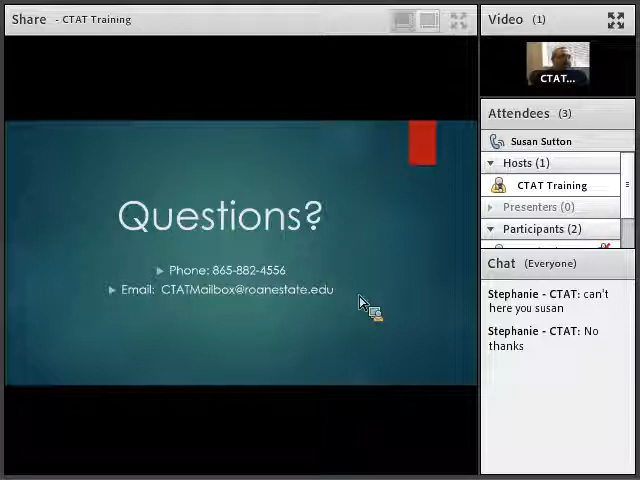 Share - CTAT Training
Questions?
Phone: 865-882-4556
Email: CTATMailbox@roanestate.edu
Video (1)
CTAT...
Attendees (3)
Susan Sutton
Hosts (1)
CTAT Training
Presenters (0)
Participants (2)
Chat (Everyone)
Stephanie - CTAT: can't
here you susan
Stephanie - CTAT: No
thanks